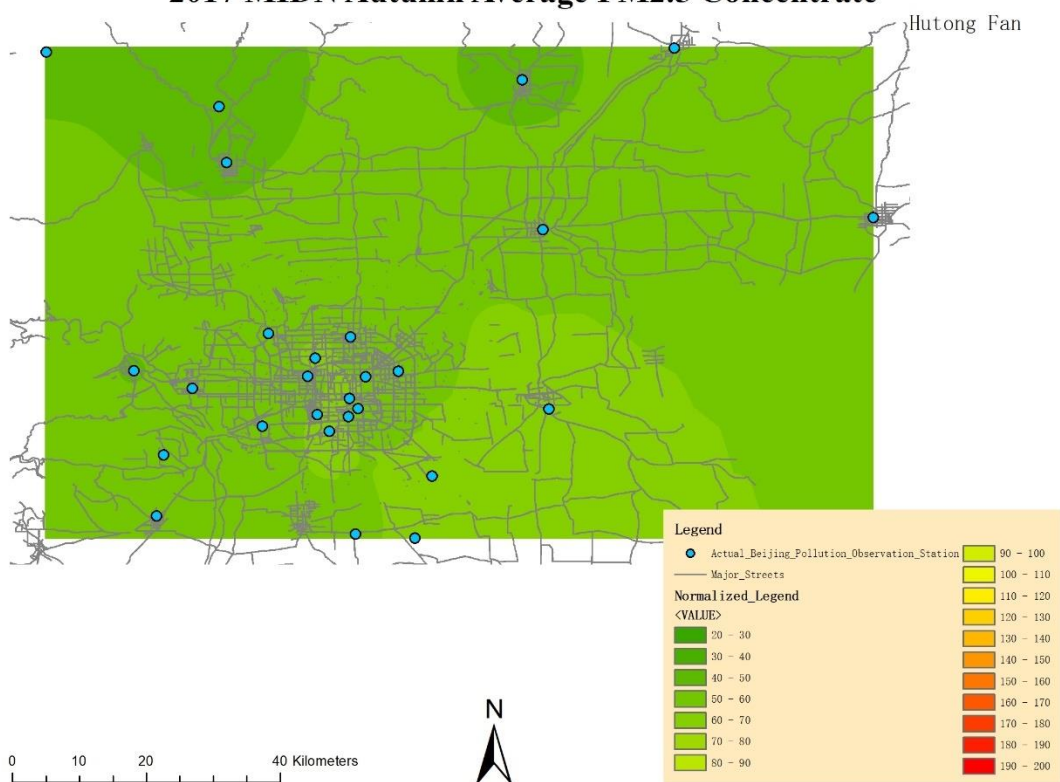 2017 MIDN Autumn Average PM2.5 Concentrate
Hutong Fan
Legend
Actual_Beijing_Pollution_Observation_Station
Major_Streets
Normalized_Legend
<VALUE>
20 - 30
30 - 40
40 - 50
50 - 60
60 - 70
70 - 80
80 - 90
90 - 100
100 - 110
110 - 120
120 - 130
130 - 140
140 - 150
150 - 160
160 - 170
170 - 180
180 - 190
190 - 200
N
0 10 20 40 Kilometers